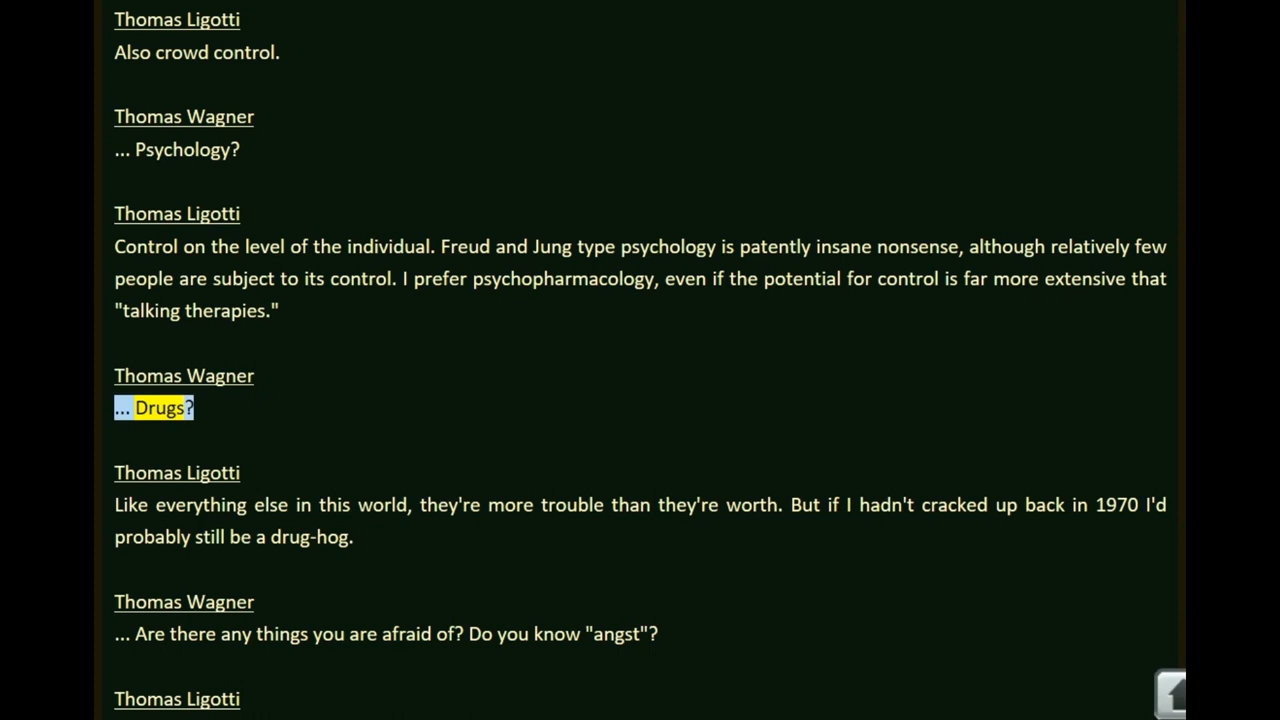 Thomas Ligotti
Also crowd control.
Thomas Wagner
... Psychology?
Thomas Ligotti
Control on the level of the individual. Freud and Jung type psychology is patently insane nonsense, although relatively few
people are subject to its control. I prefer psychopharmacology, even if the potential for control is far more extensive that
"talking therapies."
Thomas Wagner
... Drugs?
Thomas Ligotti
Like everything else in this world, they're more trouble than they're worth. But if I hadn't cracked up back in 1970 I'd
probably still be a drug-hog.
Thomas Wagner
... Are there any things you are afraid of? Do you know "angst"?
Thomas Ligotti